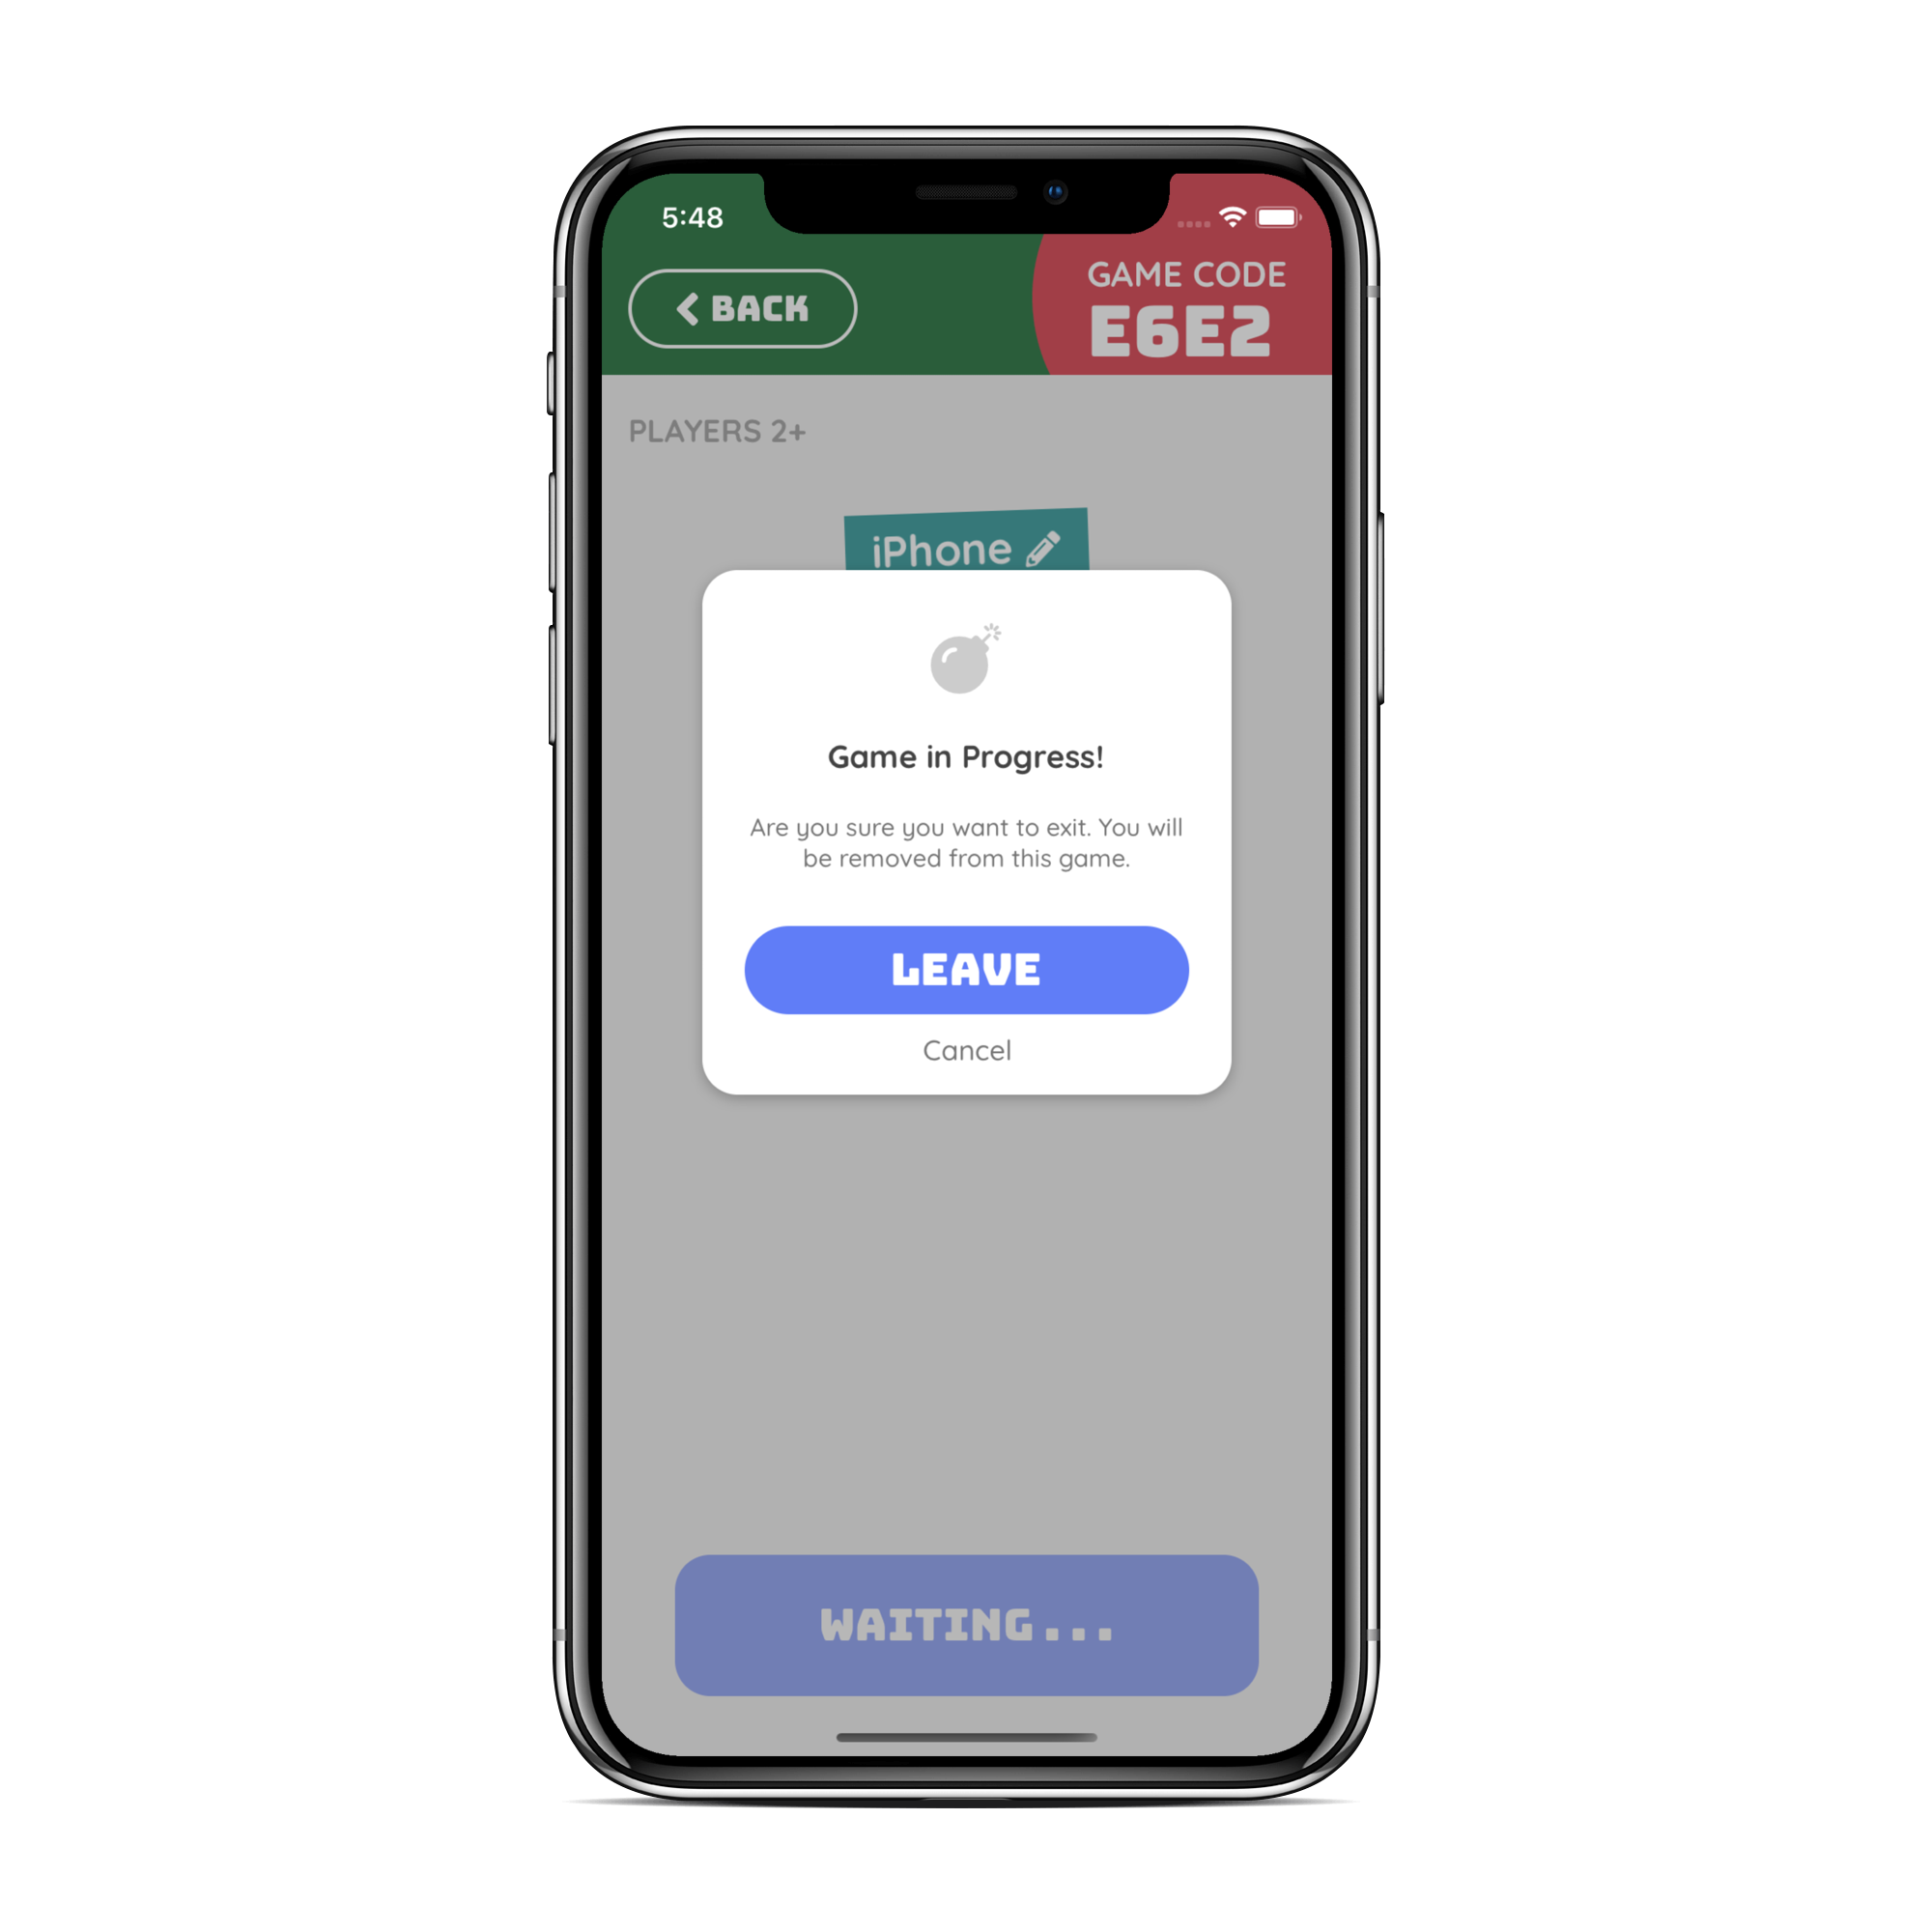 5:48
BACK
GAME CODE
E6E2
PLAYERS 2+
iPhone
Game in Progress!
Are you sure you want to exit. You will
be removed from this game.
LEAVE
Cancel
WAITING...